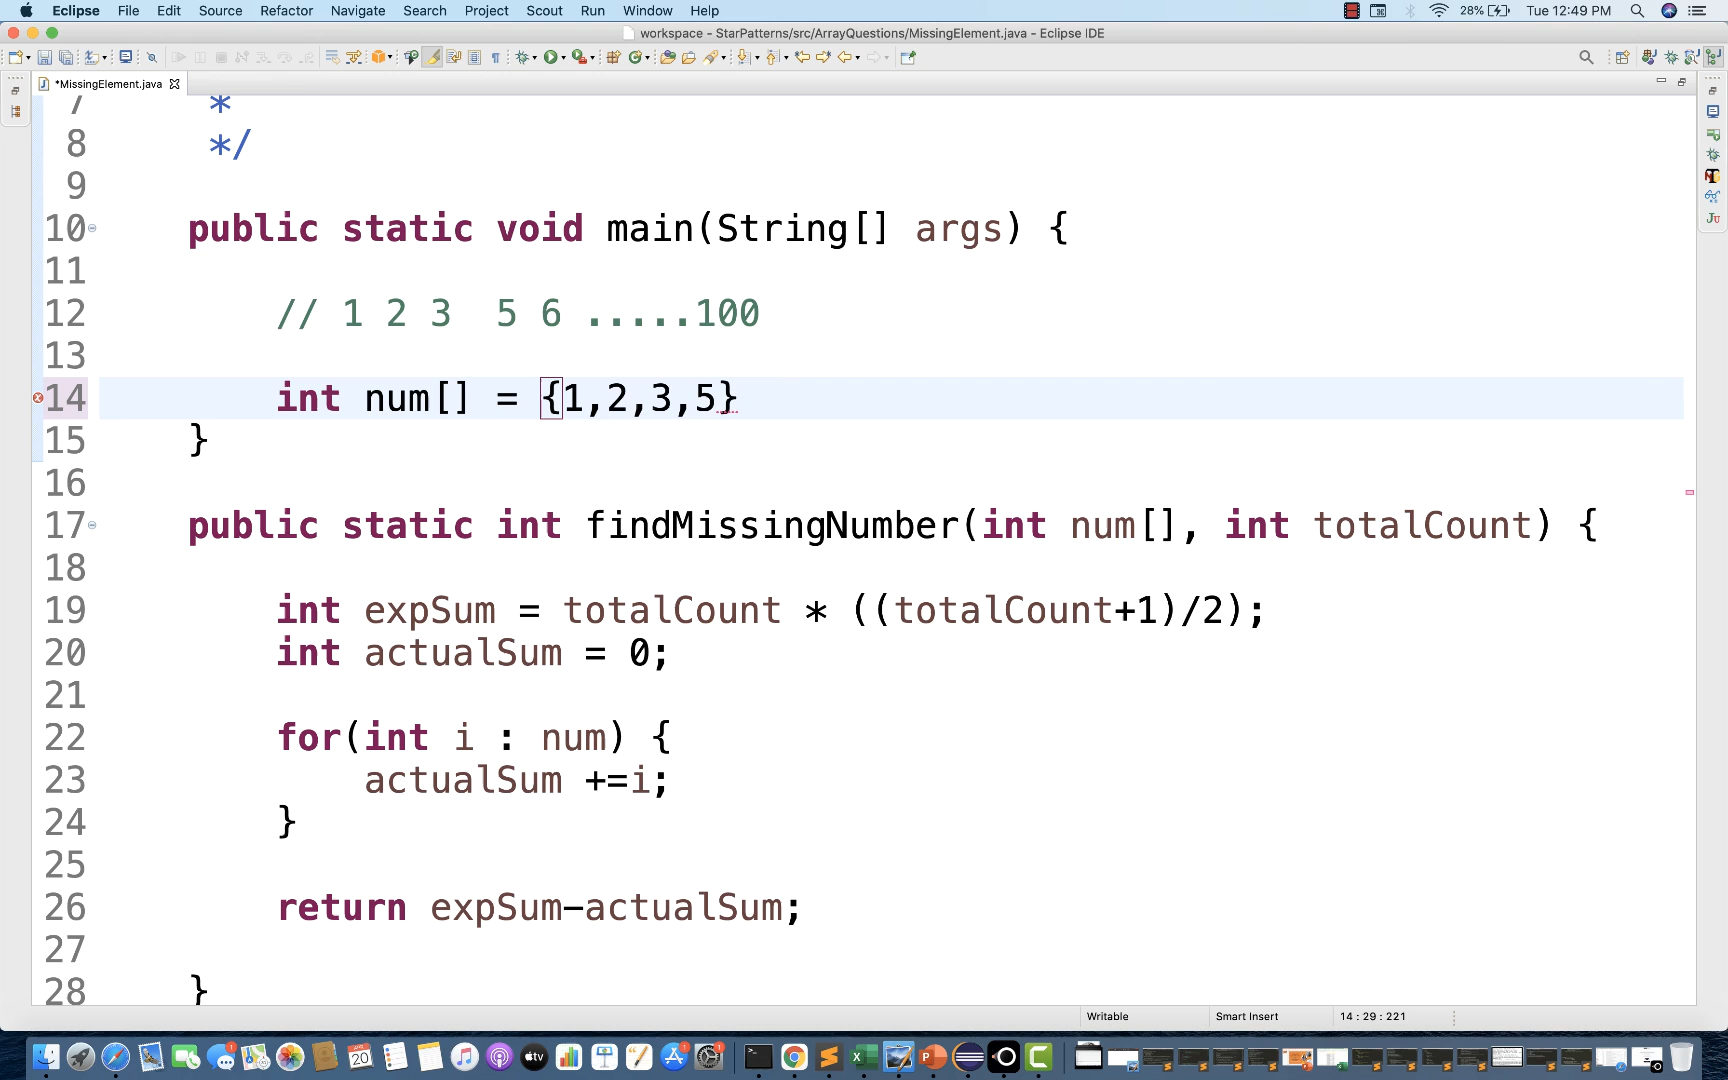 Eclipse File Edit Source Refactor Navigate Search Project Scout Run Window Help 28% Tue 12:49 PM
workspace - StarPatterns/src/ArrayQuestions/MissingElement.java - Eclipse IDE
*MissingElement.java
7 *
8 */
9
10 public static void main(String[] args) {
11
12 // 1 2 3  5 6 .....100
13
14 int num[] = {1,2,3,5}
15 }
16
17 public static int findMissingNumber(int num[], int totalCount) {
18
19 int expSum = totalCount * ((totalCount+1)/2);
20 int actualSum = 0;
21
22 for(int i : num) {
23 actualSum +=i;
24 }
25
26 return expSum-actualSum;
27
28 }
Writable Smart Insert 14 : 29 : 221